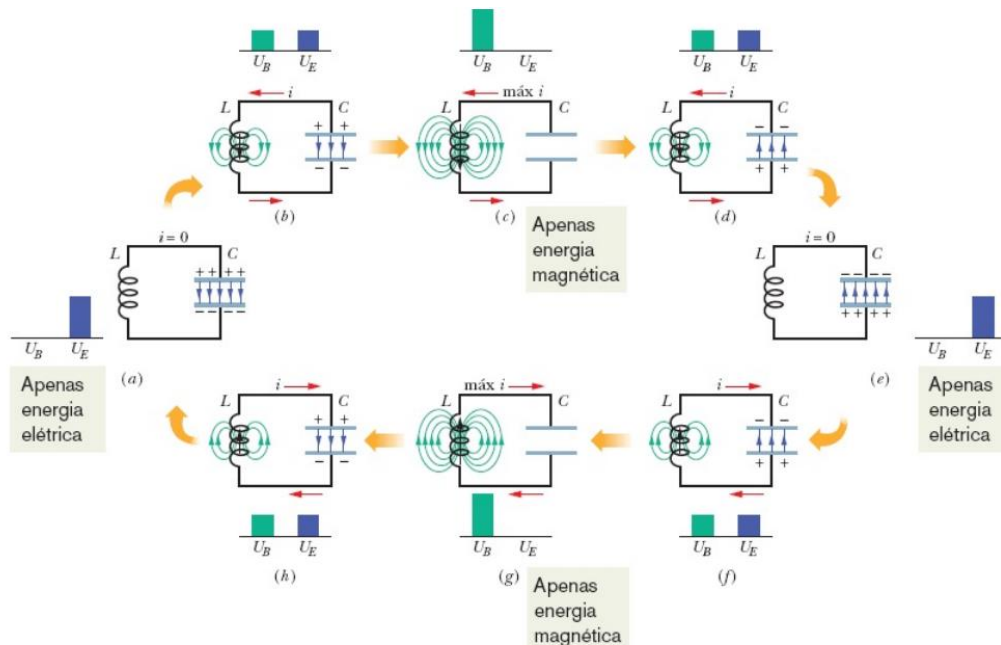 U_B U_E
U_B U_E
U_B U_E
i
L C
+ +
− −
(b)
máx i
L C
(c)
Apenas
energia
magnética
i
L C
− −
+ +
(d)
i = 0
L C
+ + + +
− − − −
U_B U_E
(a)
Apenas
energia
elétrica
i = 0
L C
− − − − −
+ + + +
U_B U_E
(e)
Apenas
energia
elétrica
i
L C
+ +
− −
U_B U_E
(h)
máx i
L C
U_B U_E
(g)
Apenas
energia
magnética
i
L C
− −
+ +
U_B U_E
(f)